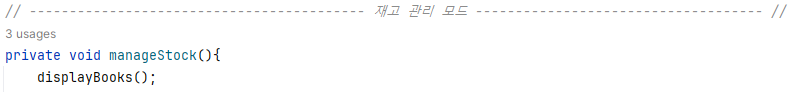 // ------------------------------------------ 재고 관리 모드 ------------------------------------ //
3 usages
private void manageStock(){
    displayBooks();